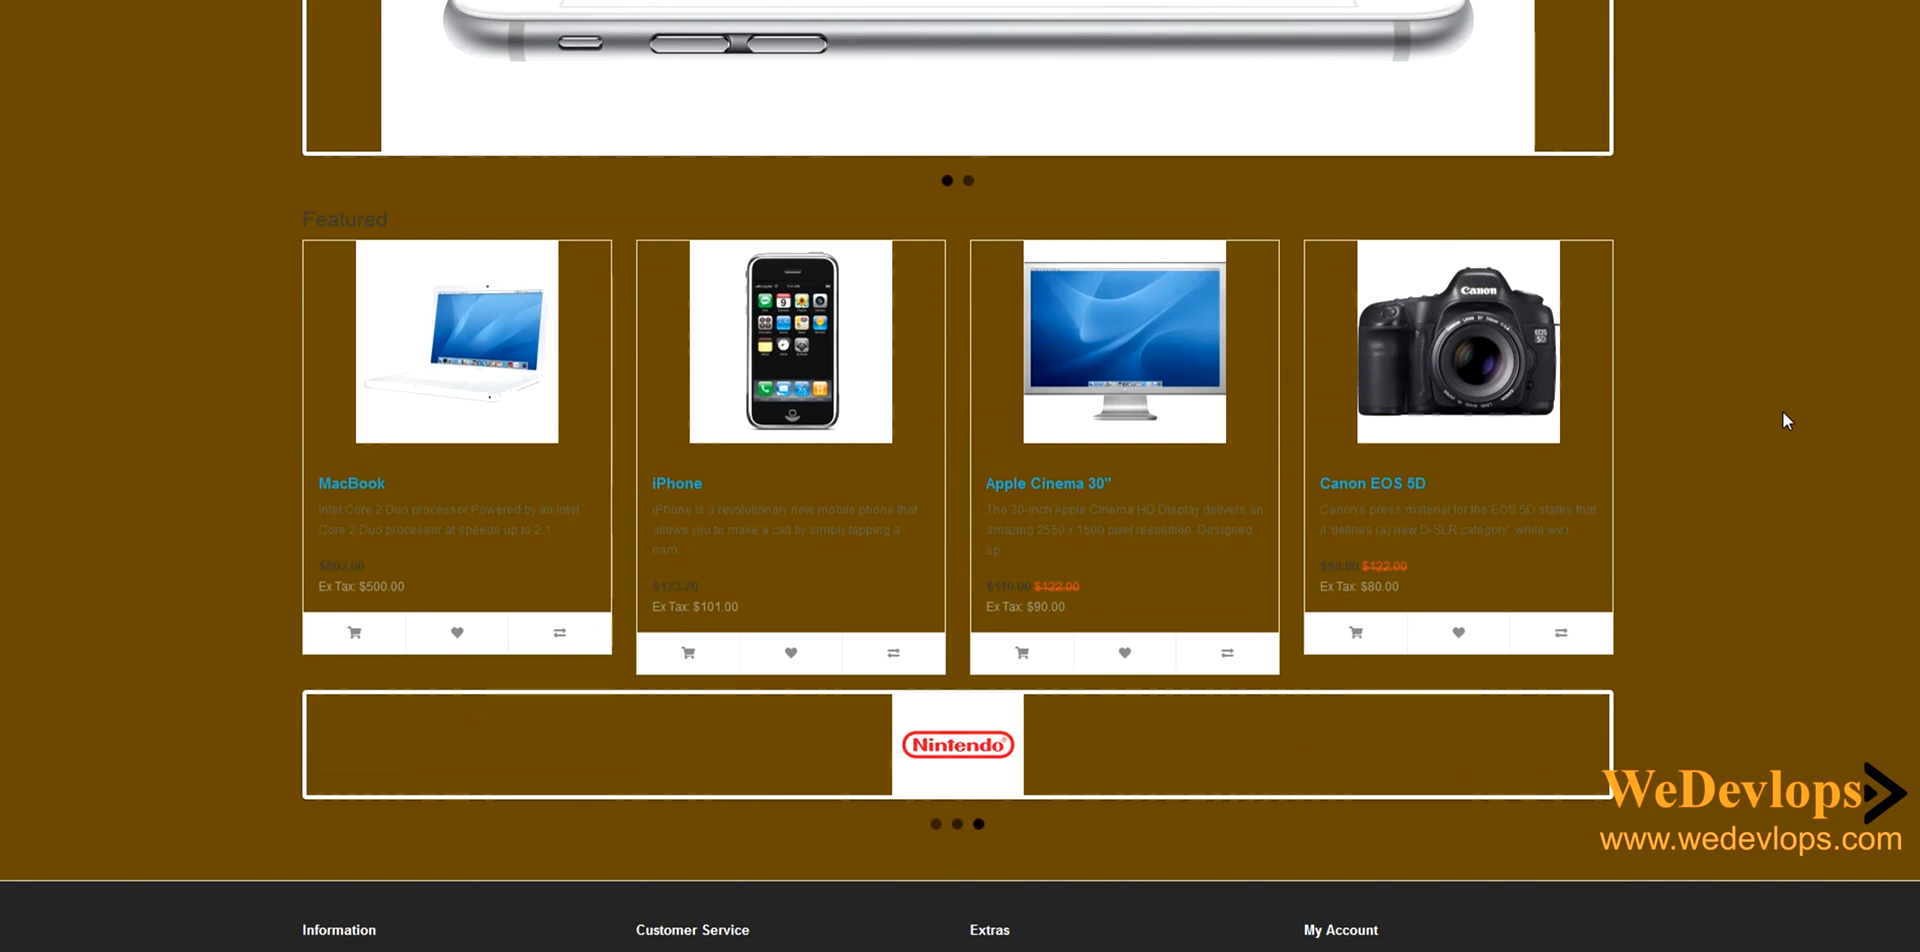 Featured
Canon
EOS
5D
MacBook
Intel Core 2 Duo processor Powered by an Intel
Core 2 Duo processor at speeds up to 2.1
$602.00
Ex Tax: $500.00
iPhone
iPhone is a revolutionary new mobile phone that
allows you to make a call by simply tapping a
nam
$123.20
Ex Tax: $101.00
Apple Cinema 30"
The 30-inch Apple Cinema HD Display delivers an
amazing 2560 x 1600 pixel resolution. Designed
sp..
$110.00 $122.00
Ex Tax: $90.00
Canon EOS 5D
Canon's press material for the EOS 5D states that
it 'defines (a) new D-SLR category', while we'r
$98.00 $122.00
Ex Tax: $80.00
Nintendo
WeDevlops
www.wedevlops.com
Information
Customer Service
Extras
My Account